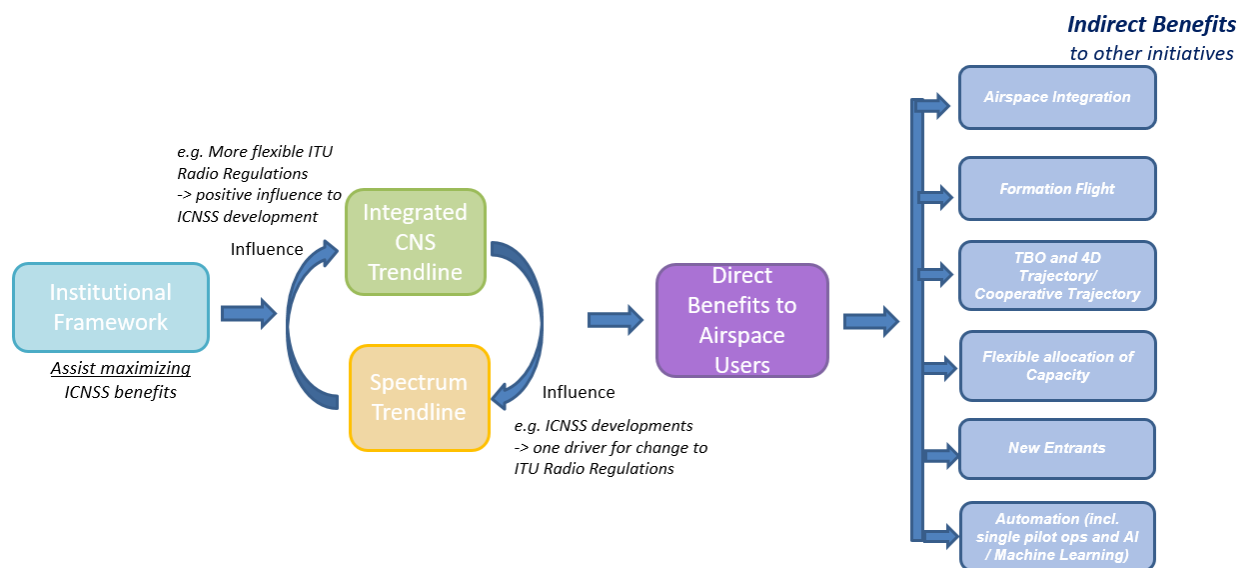 Indirect Benefits
to other initiatives
e.g. More flexible ITU
Radio Regulations
-> positive influence to
ICNSS development
Influence
Integrated
CNS
Trendline
Institutional
Framework
Assist maximizing
ICNSS benefits
Spectrum
Trendline
Influence
e.g. ICNSS developments
-> one driver for change to
ITU Radio Regulations
Direct
Benefits to
Airspace
Users
Airspace Integration
Formation Flight
TBO and 4D
Trajectory/
Cooperative Trajectory
Flexible allocation of
Capacity
New Entrants
Automation (incl.
single pilot ops and AI
/ Machine Learning)